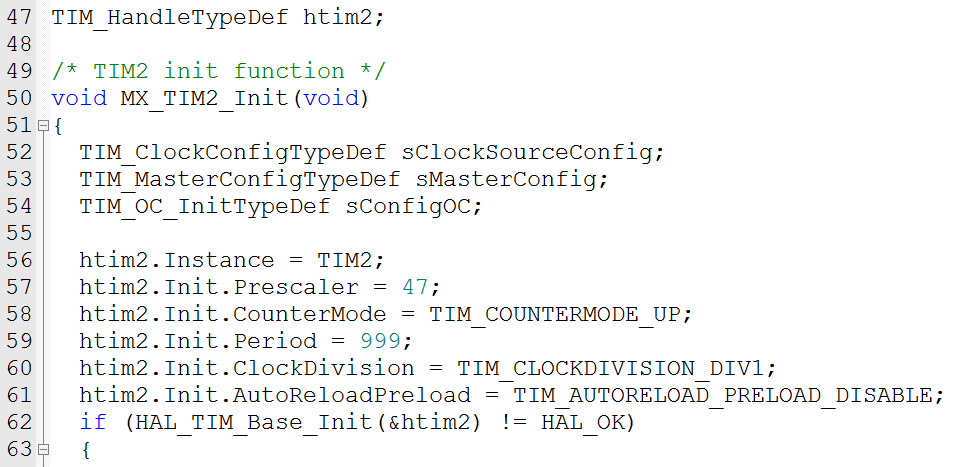 47 TIM_HandleTypeDef htim2;
48
49 /* TIM2 init function */
50 void MX_TIM2_Init(void)
51 {
52   TIM_ClockConfigTypeDef sClockSourceConfig;
53   TIM_MasterConfigTypeDef sMasterConfig;
54   TIM_OC_InitTypeDef sConfigOC;
55
56   htim2.Instance = TIM2;
57   htim2.Init.Prescaler = 47;
58   htim2.Init.CounterMode = TIM_COUNTERMODE_UP;
59   htim2.Init.Period = 999;
60   htim2.Init.ClockDivision = TIM_CLOCKDIVISION_DIV1;
61   htim2.Init.AutoReloadPreload = TIM_AUTORELOAD_PRELOAD_DISABLE;
62   if (HAL_TIM_Base_Init(&htim2) != HAL_OK)
63   {